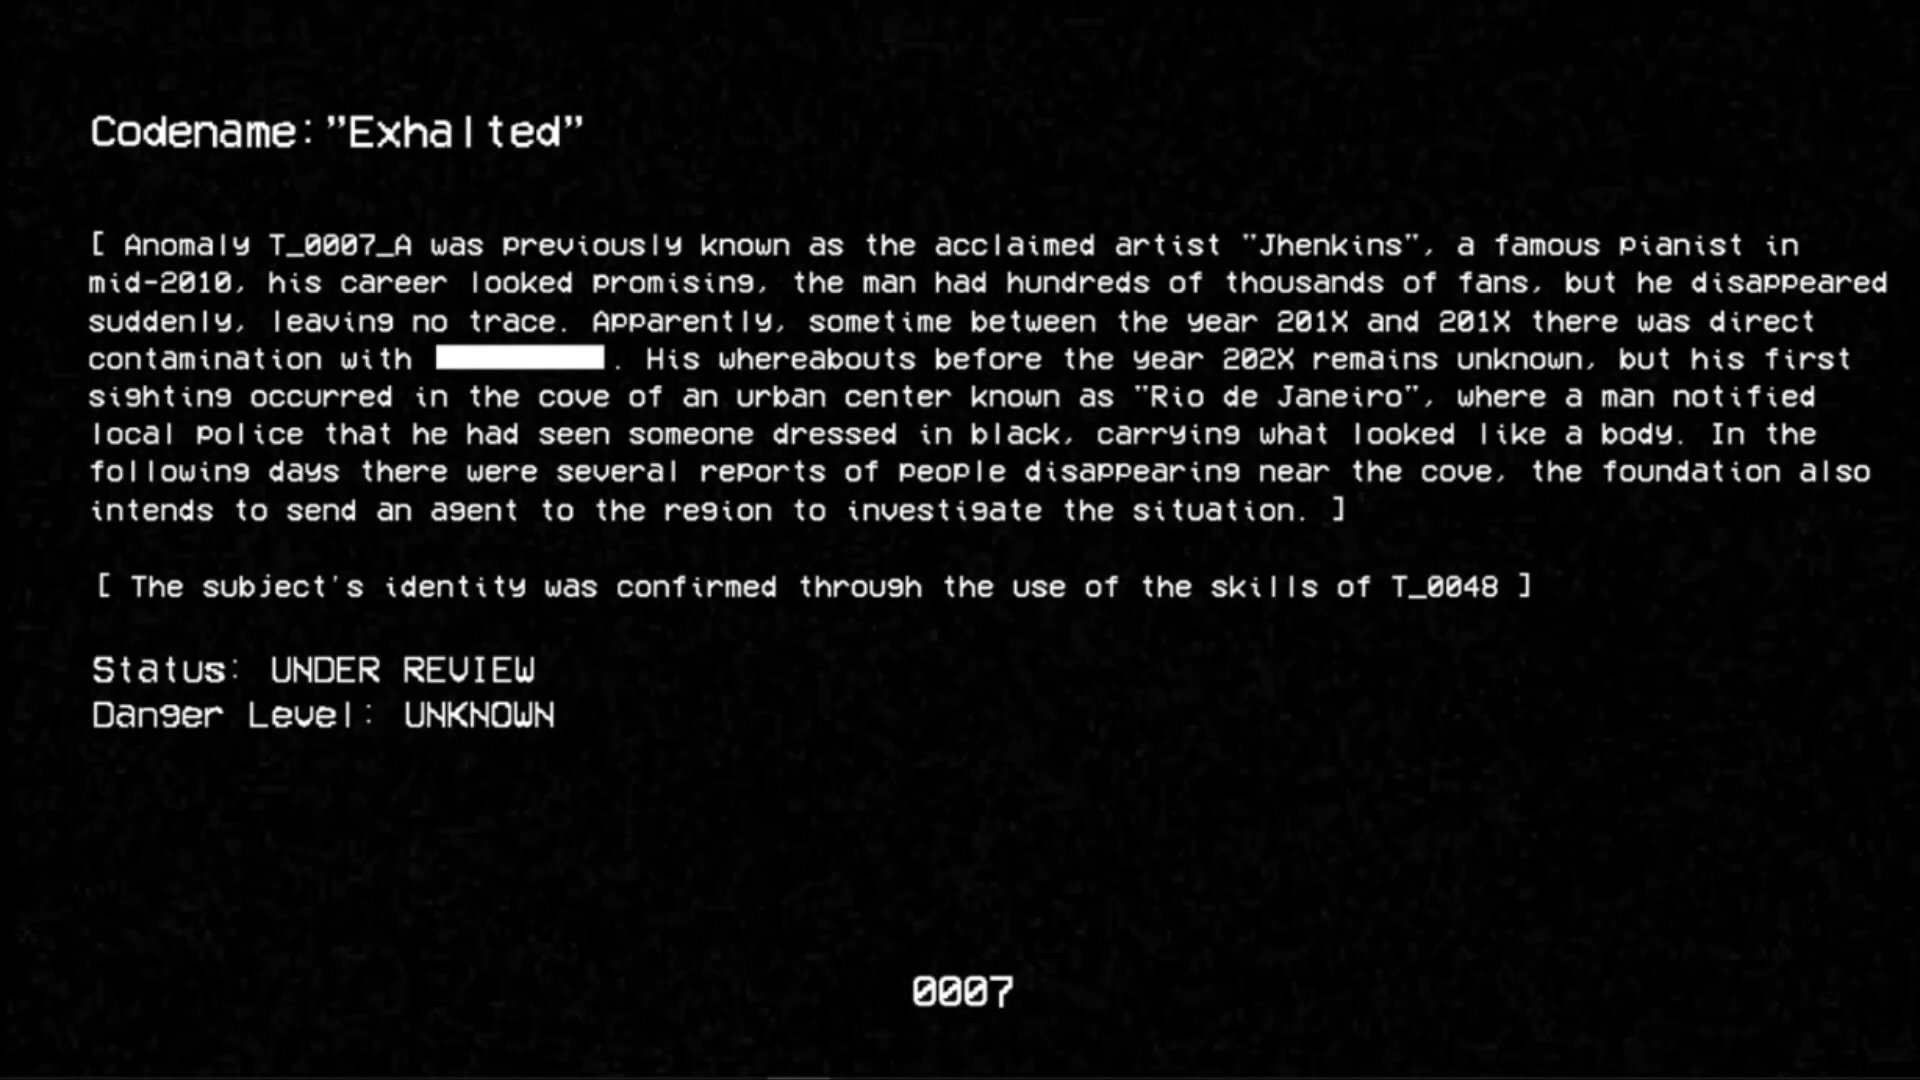 Codename:"Exhalted"
[ Anomaly T_0007_A was previously known as the acclaimed artist "Jhenkins", a famous pianist in
mid-2010, his career looked promising, the man had hundreds of thousands of fans, but he disappeared
suddenly, leaving no trace. Apparently, sometime between the year 201X and 201X there was direct
contamination with . His whereabouts before the year 202X remains unknown, but his first
sighting occurred in the cove of an urban center known as "Rio de Janeiro", where a man notified
local police that he had seen someone dressed in black, carrying what looked like a body. In the
following days there were several reports of people disappearing near the cove, the foundation also
intends to send an agent to the region to investigate the situation. ]
[ The subject's identity was confirmed through the use of the skills of T_0048 ]
Status: UNDER REVIEW
Danger Level: UNKNOWN
0007